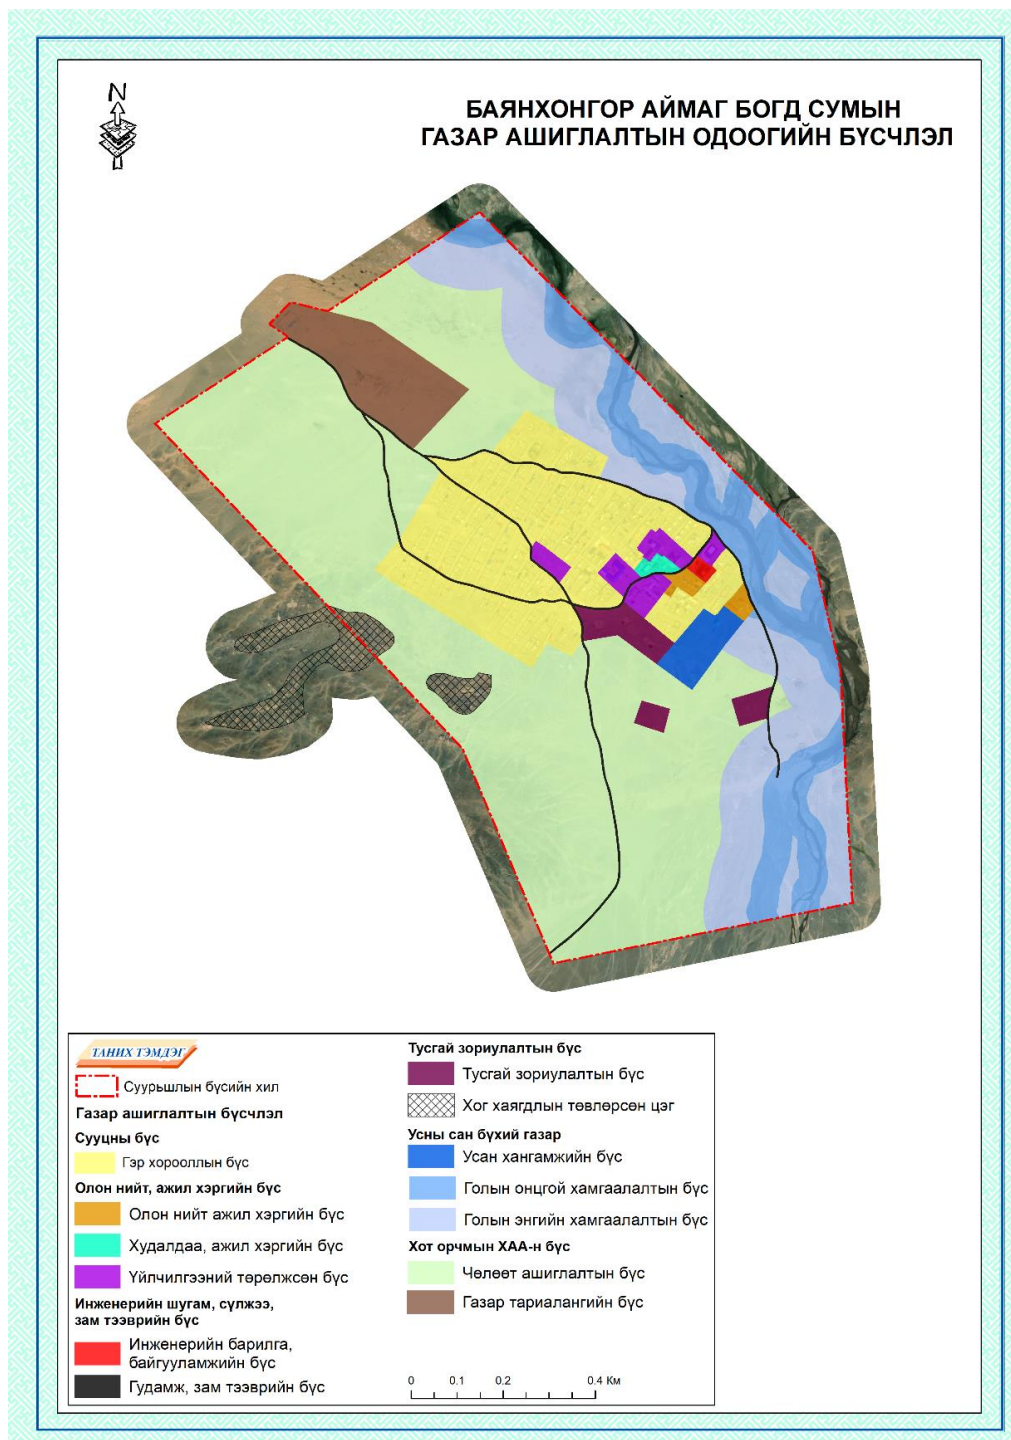 N
БАЯНХОНГОР АЙМАГ БОГД СУМЫН
ГАЗАР АШИГЛАЛТЫН ОДООГИЙН БҮСЧЛЭЛ
ТАНИХ ТЭМДЭГ
Суурьшлын бүсийн хил
Газар ашиглалтын бүсчлэл
Сууцны бүс
Гэр хорооллын бүс
Олон нийт, ажил хэргийн бүс
Олон нийт ажил хэргийн бүс
Худалдаа, ажил хэргийн бүс
Үйлчилгээний төрөлжсөн бүс
Инженерийн шугам, сүлжээ,
зам тээврийн бүс
Инженерийн барилга,
байгууламжийн бүс
Гудамж, зам тээврийн бүс
Тусгай зориулалтын бүс
Тусгай зориулалтын бүс
Хог хаягдлын төвлөрсөн цэг
Усны сан бүхий газар
Усан хангамжийн бүс
Голын онцгой хамгаалалтын бүс
Голын энгийн хамгаалалтын бүс
Хот орчмын ХАА-н бүс
Чөлөөт ашиглалтын бүс
Газар тариалангийн бүс
0 0.1 0.2 0.4 Км